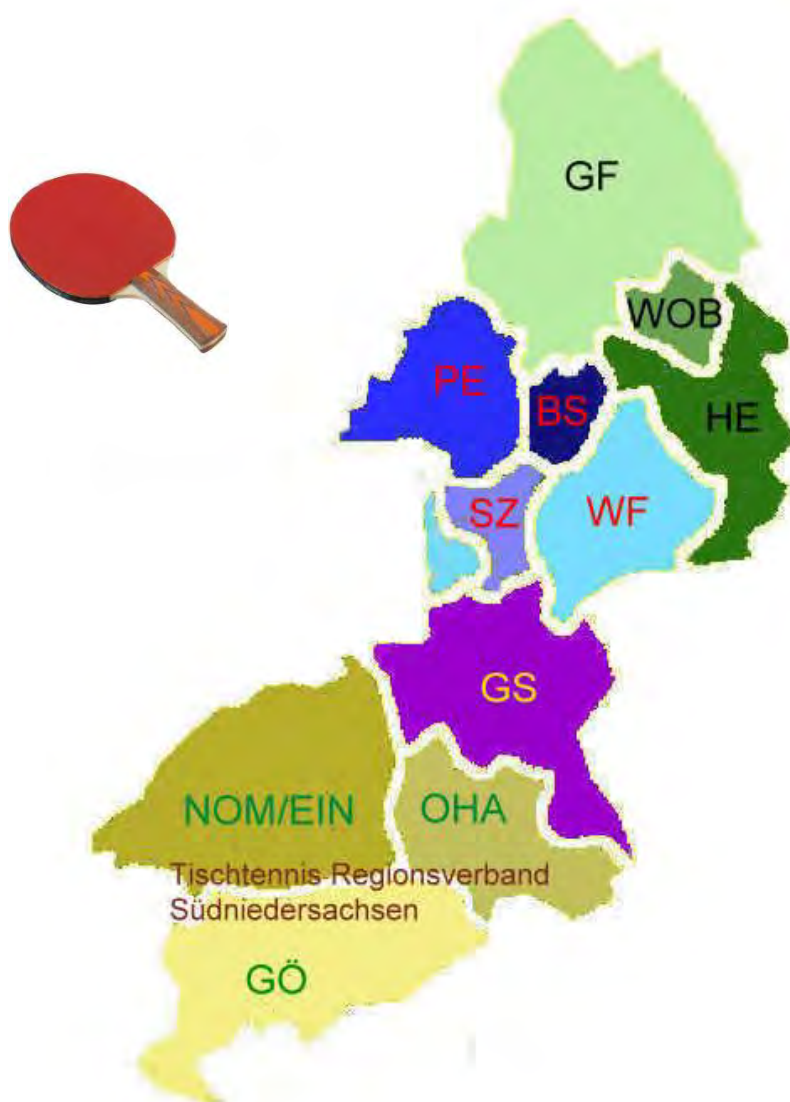 GF
WOB
PE
BS
HE
SZ
WF
GS
NOM/EIN
OHA
Tischtennis Regionsverband
Südniedersachsen
GÖ